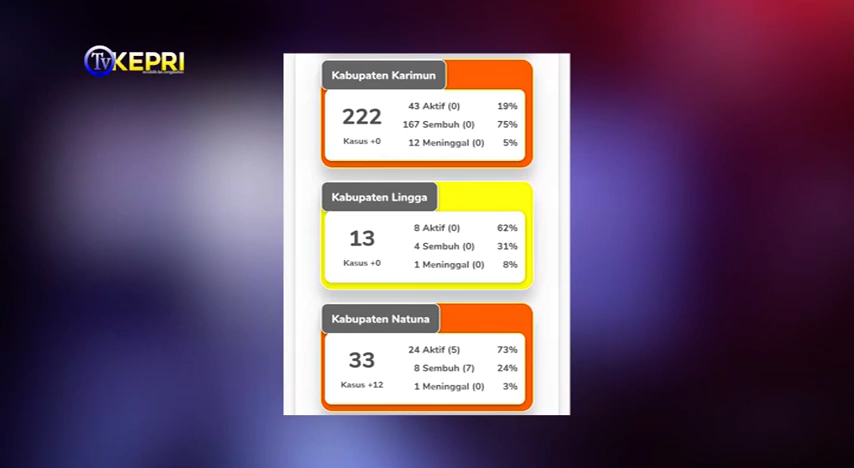 Tv KEPRI
Kabupaten Karimun
222
Kasus +0
43 Aktif (0) 19%
167 Sembuh (0) 75%
12 Meninggal (0) 5%
Kabupaten Lingga
13
Kasus +0
8 Aktif (0) 62%
4 Sembuh (0) 31%
1 Meninggal (0) 8%
Kabupaten Natuna
33
Kasus +12
24 Aktif (5) 73%
8 Sembuh (7) 24%
1 Meninggal (0) 3%